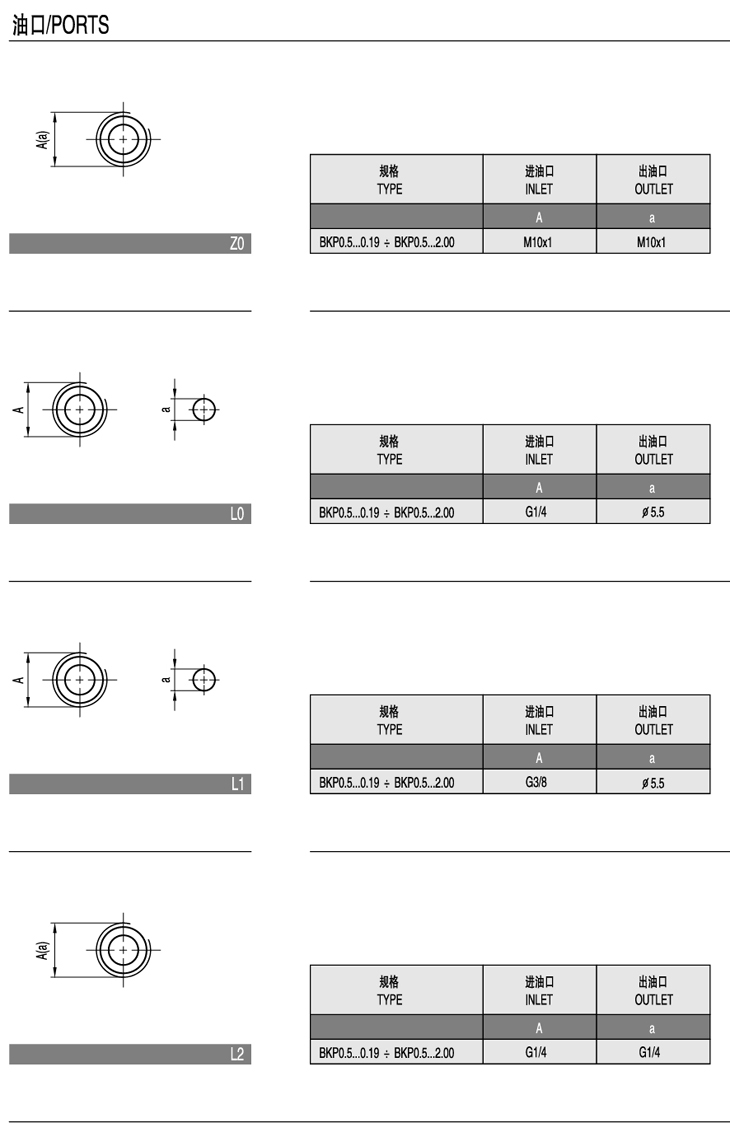 油口/PORTS
A(a)
规格 进油口 出油口
TYPE INLET OUTLET
A a
Z0
BKP0.5...0.19 ÷ BKP0.5...2.00 M10x1 M10x1
A a
规格 进油口 出油口
TYPE INLET OUTLET
A a
L0
BKP0.5...0.19 ÷ BKP0.5...2.00 G1/4 ø5.5
A a
规格 进油口 出油口
TYPE INLET OUTLET
A a
L1
BKP0.5...0.19 ÷ BKP0.5...2.00 G3/8 ø5.5
A(a)
规格 进油口 出油口
TYPE INLET OUTLET
A a
L2
BKP0.5...0.19 ÷ BKP0.5...2.00 G1/4 G1/4